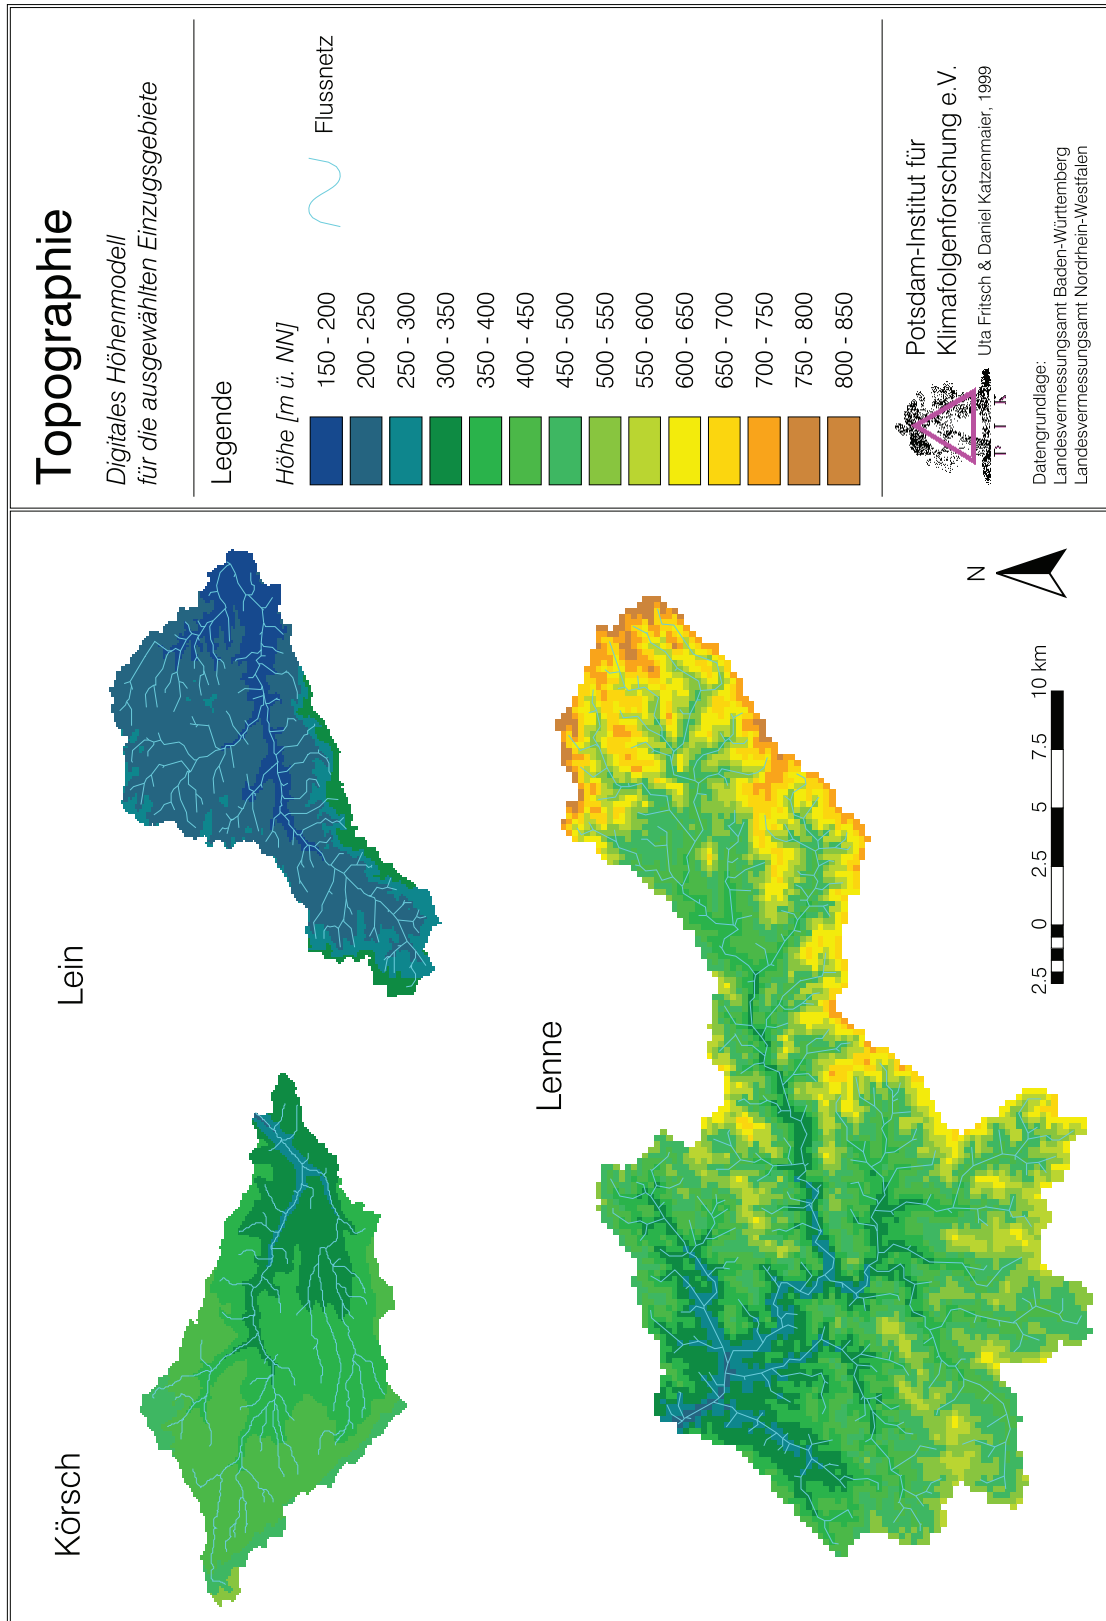 Topographie
Digitales Höhenmodell
für die ausgewählten Einzugsgebiete
Legende
Höhe [m ü. NN]
150 - 200
200 - 250
250 - 300
300 - 350
350 - 400
400 - 450
450 - 500
500 - 550
550 - 600
600 - 650
650 - 700
700 - 750
750 - 800
800 - 850
Flussnetz
P I K
Potsdam-Institut für
Klimafolgenforschung e.V.
Uta Fritsch & Daniel Katzenmaier, 1999
Datengrundlage:
Landesvermessungsamt Baden-Württemberg
Landesvermessungsamt Nordrhein-Westfalen
Körsch
Lein
Lenne
N
2.5 0 2.5 5 7.5 10 km